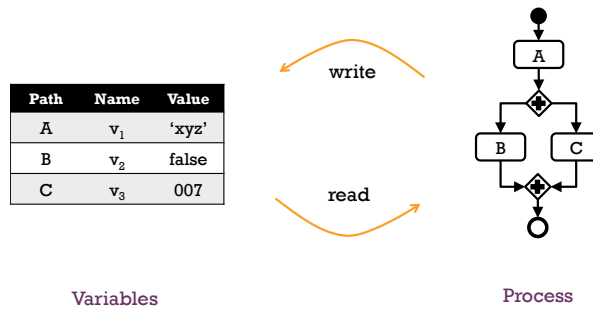 Path Name Value
A v₁ ‘xyz’
B v₂ false
C v₃ 007
Variables
write
read
A
B C
Process